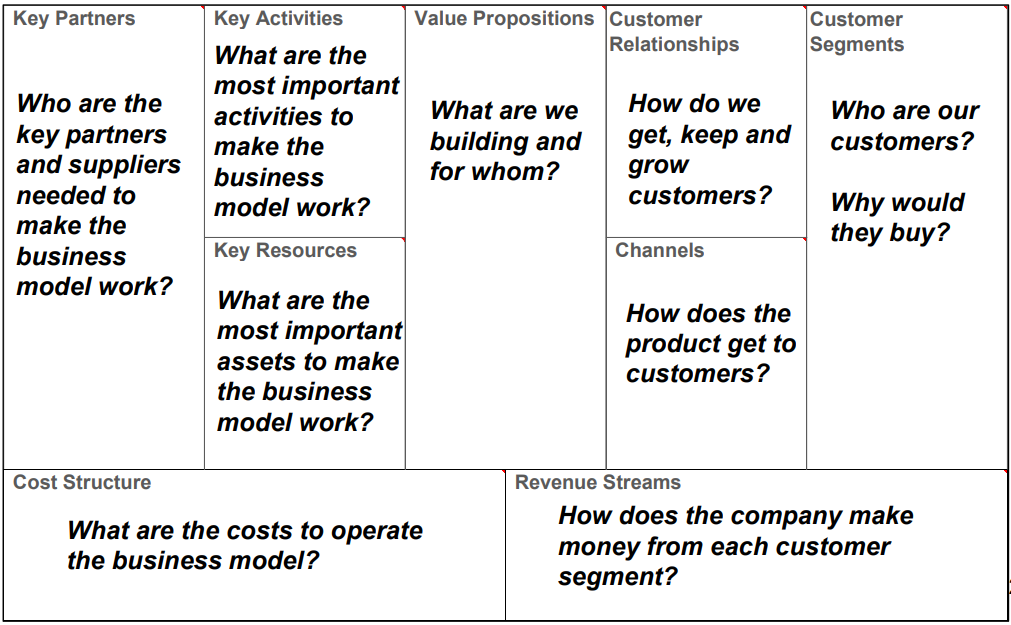 Key Partners
Who are the
key partners
and suppliers
needed to
make the
business
model work?
Key Activities
What are the
most important
activities to
make the
business
model work?
Key Resources
What are the
most important
assets to make
the business
model work?
Value Propositions
What are we
building and
for whom?
Customer
Relationships
How do we
get, keep and
grow
customers?
Channels
How does the
product get to
customers?
Customer
Segments
Who are our
customers?
Why would
they buy?
Cost Structure
What are the costs to operate
the business model?
Revenue Streams
How does the company make
money from each customer
segment?